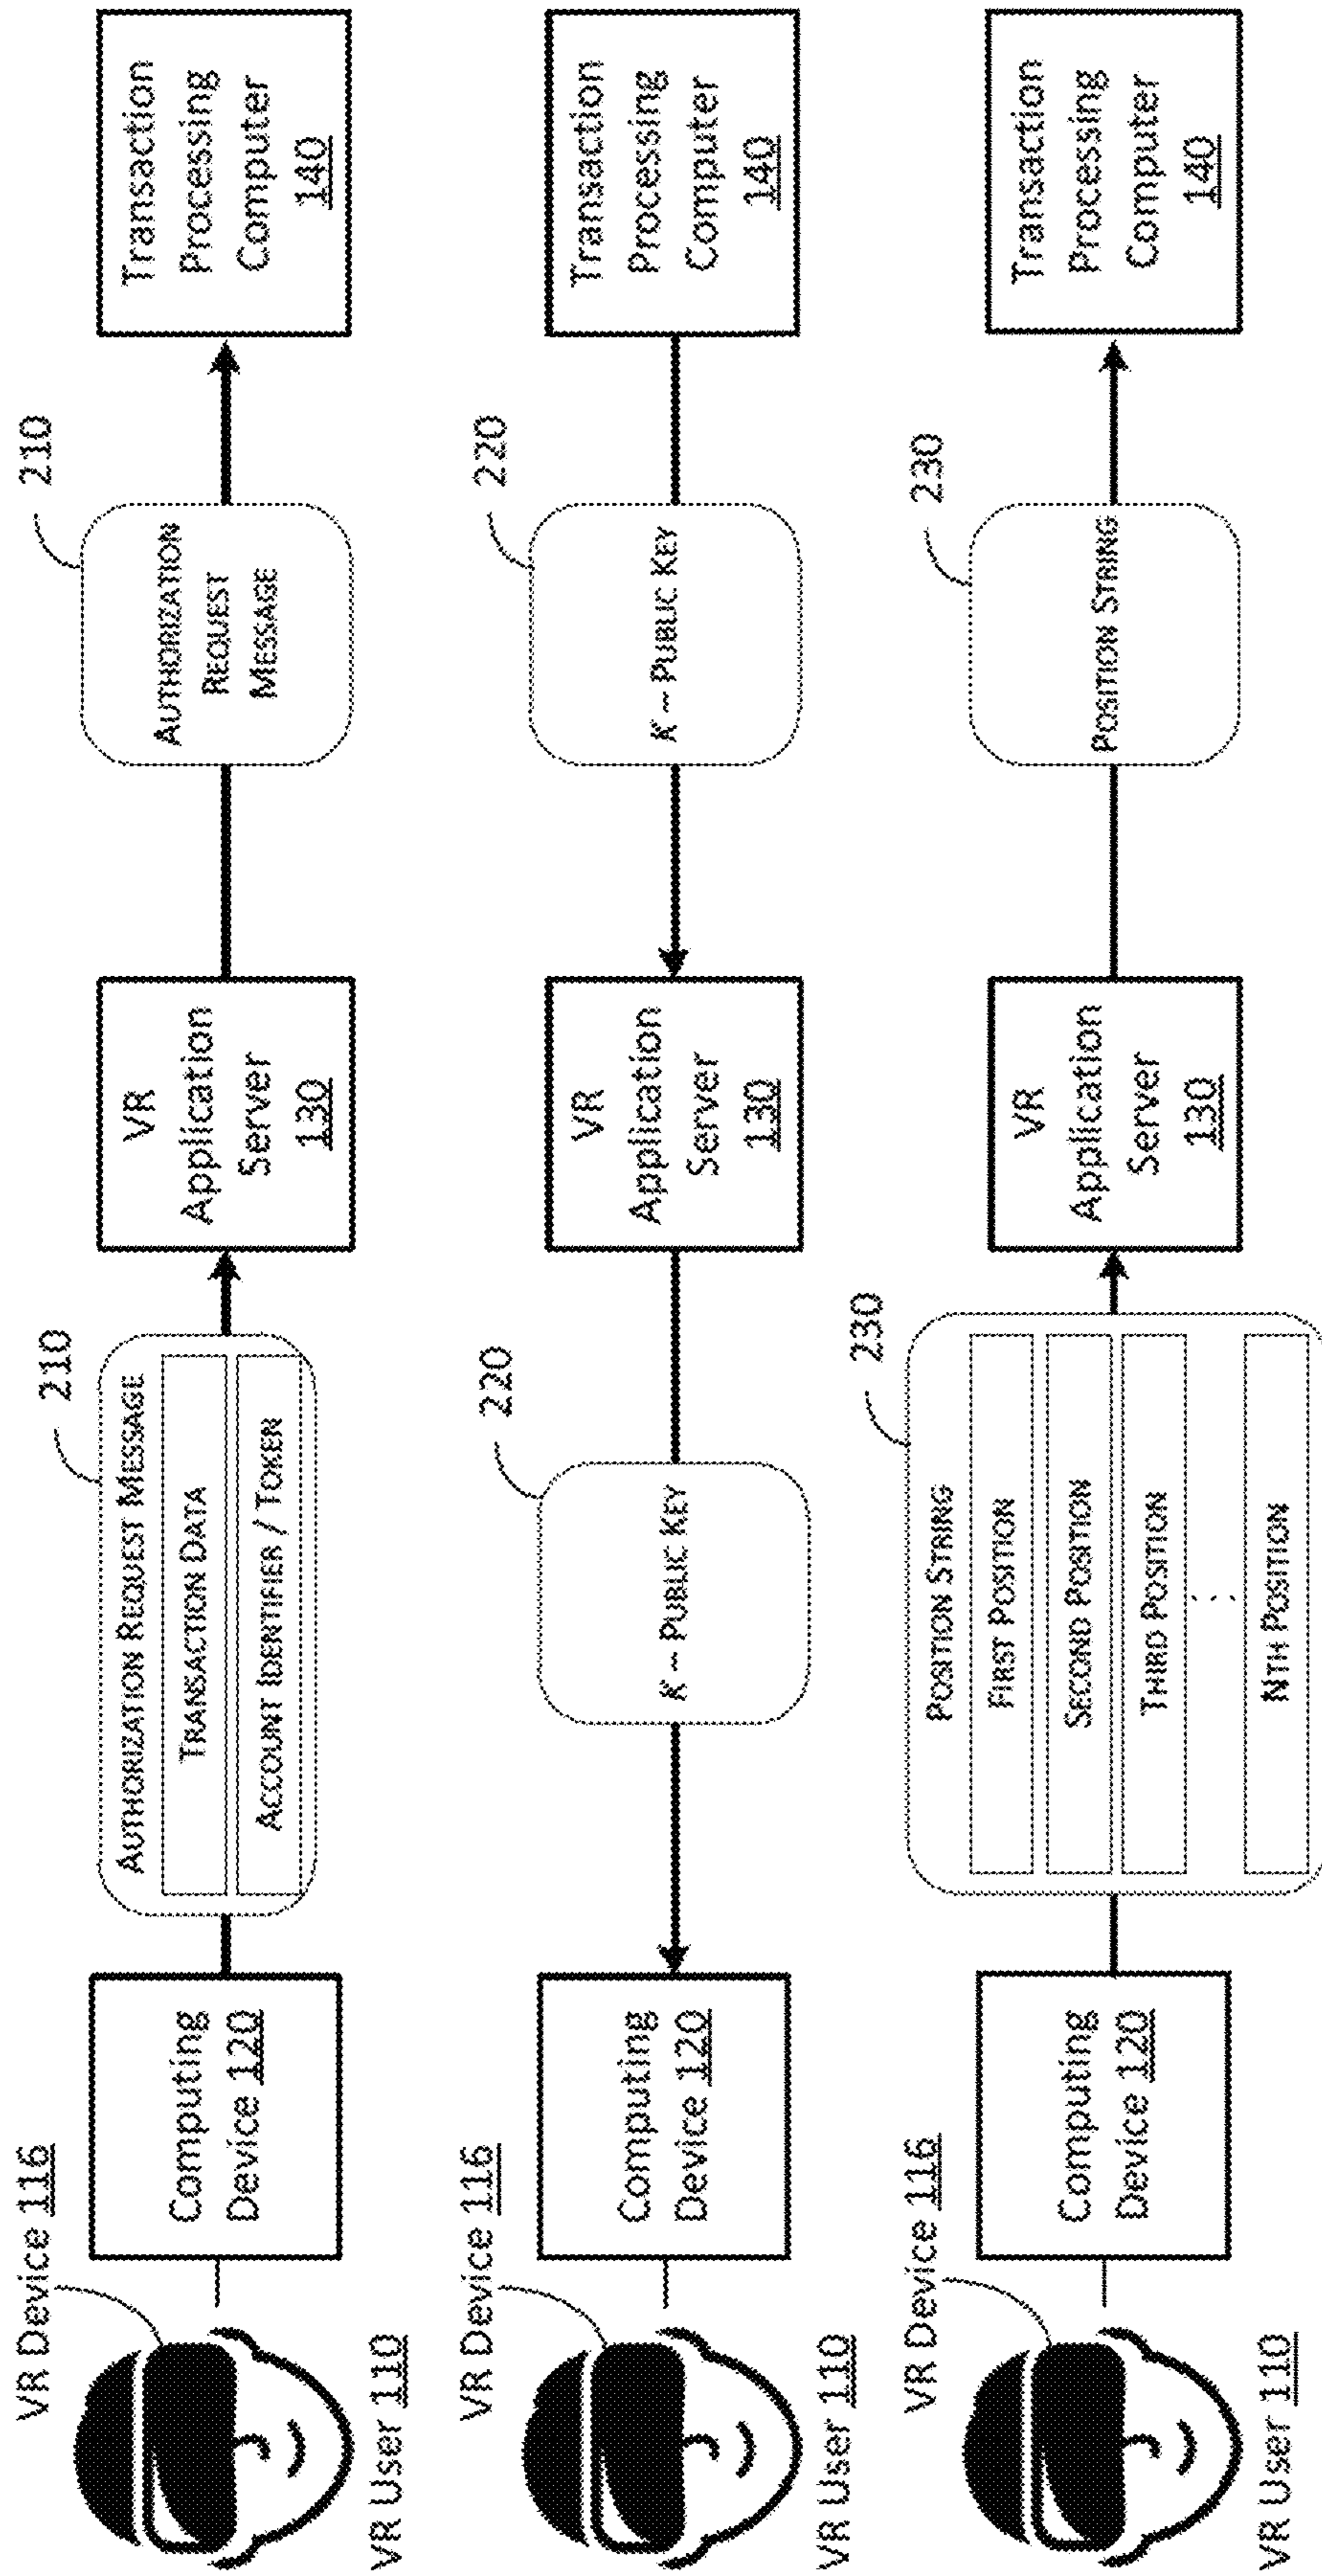 210
210
VR Device 116
VR User 110
Computing
Device 120
AUTHORIZATION REQUEST MESSAGE
TRANSACTION DATA
ACCOUNT IDENTIFIER / TOKEN
VR
Application
Server
130
AUTHORIZATION
REQUEST
MESSAGE
Transaction
Processing
Computer
140
220
220
VR Device 116
VR User 110
Computing
Device 120
K – PUBLIC KEY
VR
Application
Server
130
K – PUBLIC KEY
Transaction
Processing
Computer
140
230
230
VR Device 116
VR User 110
Computing
Device 120
POSITION STRING
FIRST POSITION
SECOND POSITION
THIRD POSITION
. . .
NTH POSITION
VR
Application
Server
130
POSITION STRING
Transaction
Processing
Computer
140